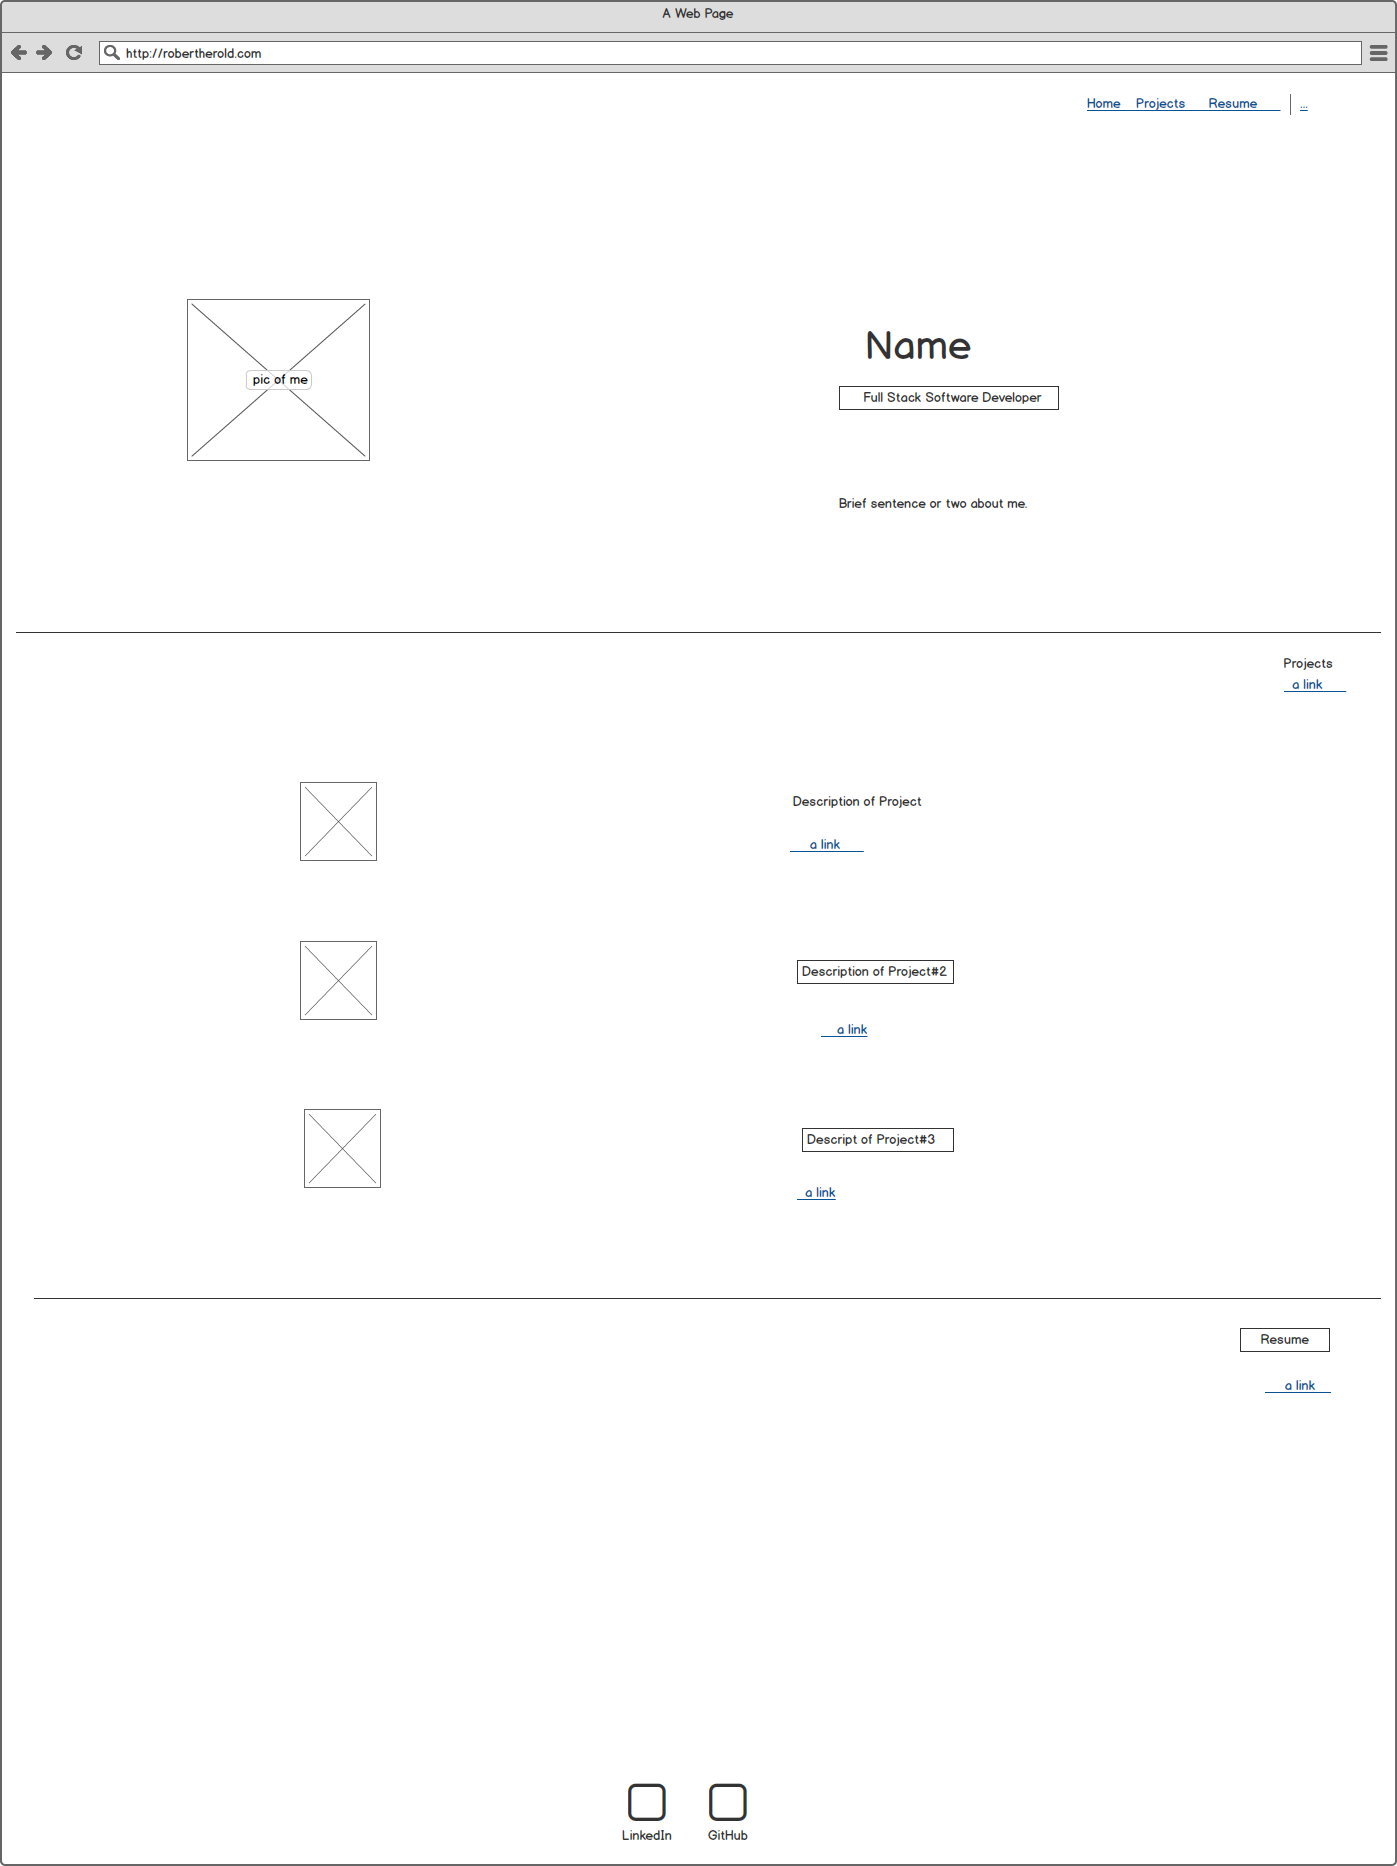 A Web Page
http://robertherold.com
Home Projects Resume ...
pic of me
Name
Full Stack Software Developer
Brief sentence or two about me.
Projects
a link
Description of Project
a link
Description of Project#2
a link
Descript of Project#3
a link
Resume
a link
LinkedIn GitHub